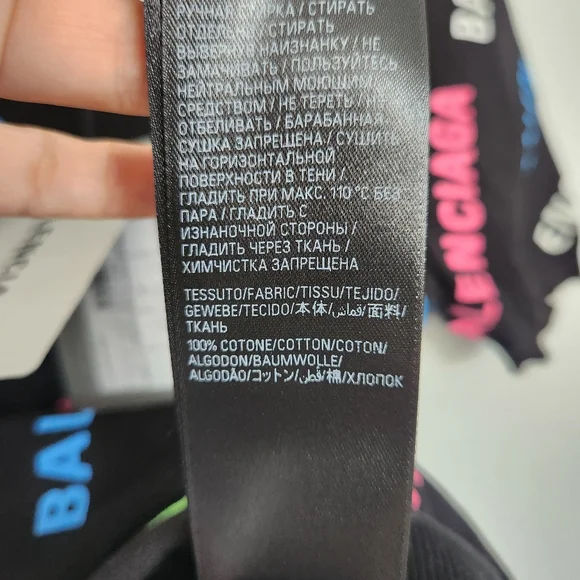 РУЧНАЯ СТИРКА / СТИРАТЬ
ОТДЕЛЬНО / СТИРАТЬ
ВЫВЕРНУВ НАИЗНАНКУ / НЕ
ЗАМАЧИВАТЬ / ПОЛЬЗУЙТЕСЬ
НЕЙТРАЛЬНЫМ МОЮЩИМ
СРЕДСТВОМ / НЕ ТЕРЕТЬ / НЕ
ОТБЕЛИВАТЬ / БАРАБАННАЯ
СУШКА ЗАПРЕЩЕНА / СУШИТЬ
НА ГОРИЗОНТАЛЬНОЙ
ПОВЕРХНОСТИ В ТЕНИ /
ГЛАДИТЬ ПРИ МАКС. 110 °C БЕЗ
ПАРА / ГЛАДИТЬ С
ИЗНАНОЧНОЙ СТОРОНЫ /
ГЛАДИТЬ ЧЕРЕЗ ТКАНЬ /
ХИМЧИСТКА ЗАПРЕЩЕНА
TESSUTO/FABRIC/TISSU/TEJIDO/
GEWEBE/TECIDO/本体/قماش/面料/
ТКАНЬ
100% COTONE/COTTON/COTON/
ALGODON/BAUMWOLLE/
ALGODÃO/コットン/قطن/棉/ХЛОПОК
BAL
BA
ALENCIAGA